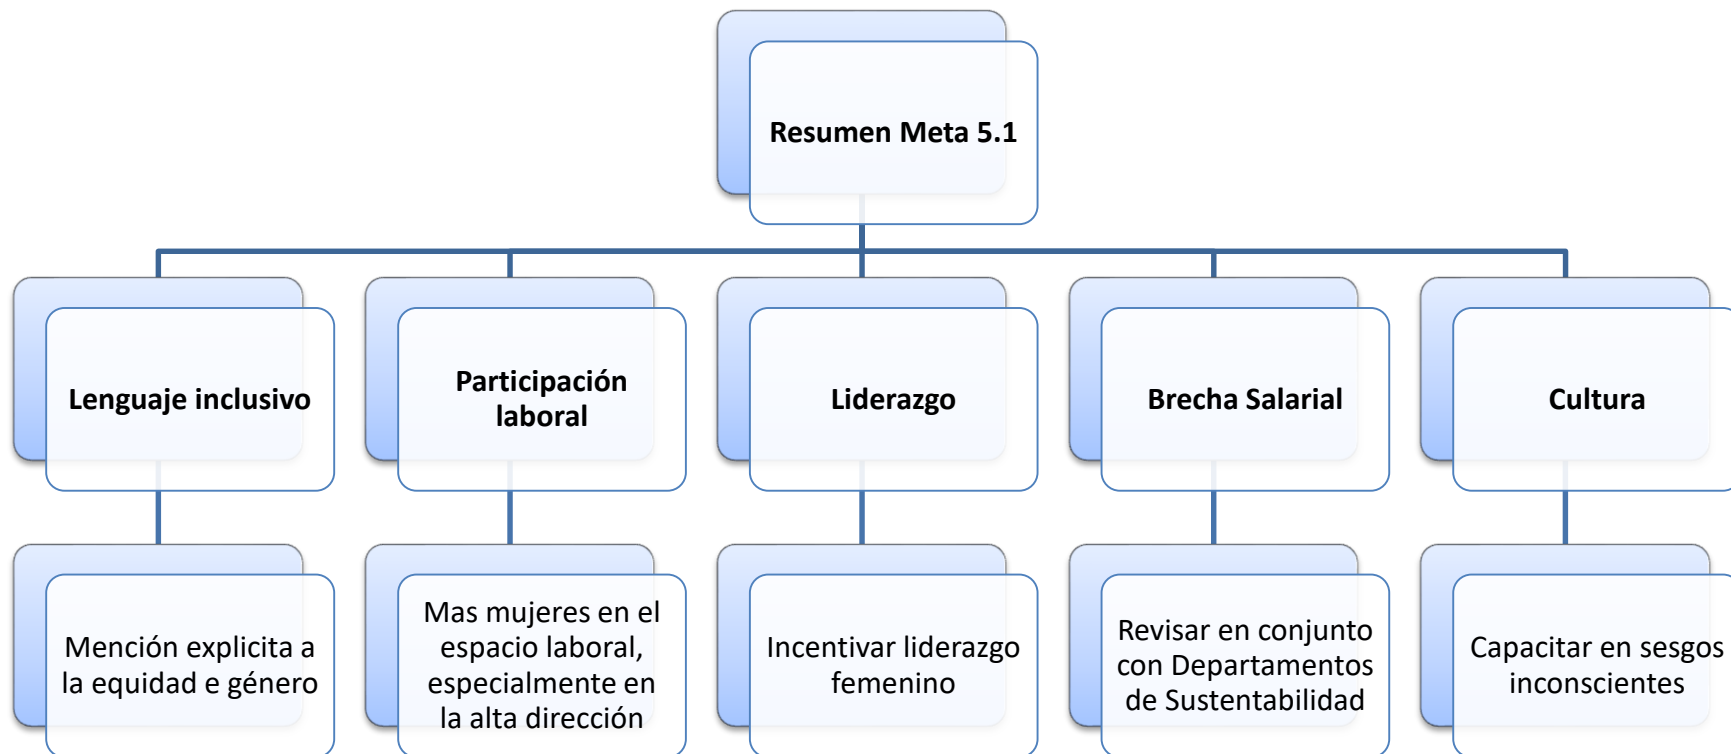 Resumen Meta 5.1
Lenguaje inclusivo
Participación
laboral
Liderazgo
Brecha Salarial
Cultura
Mención explicita a
la equidad e género
Mas mujeres en el
espacio laboral,
especialmente en
la alta dirección
Incentivar liderazgo
femenino
Revisar en conjunto
con Departamentos
de Sustentabilidad
Capacitar en sesgos
inconscientes